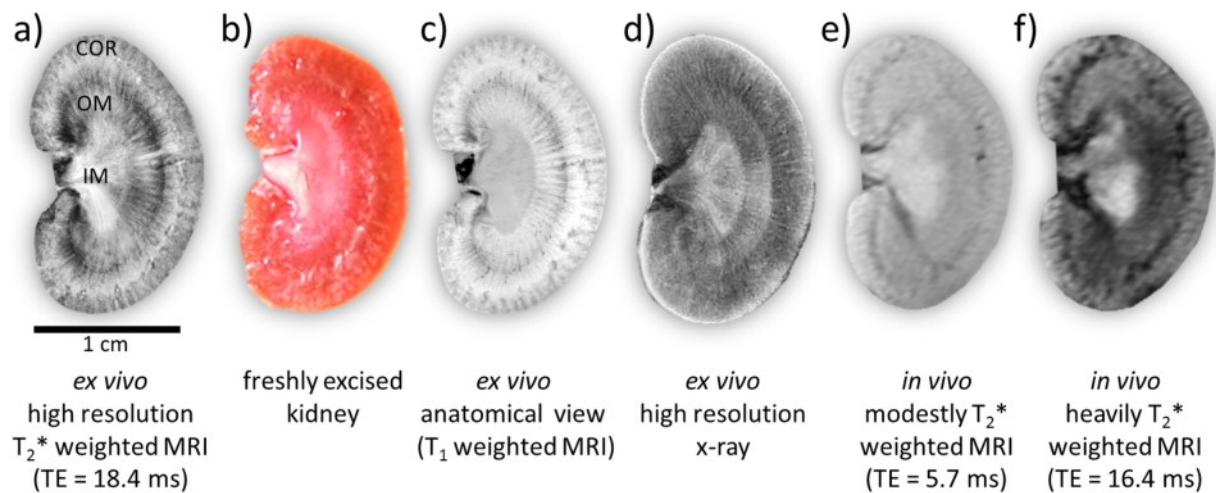 a)
b)
c)
d)
e)
f)
COR
OM
IM
1 cm
ex vivo
high resolution
T₂* weighted MRI
(TE = 18.4 ms)
freshly excised
kidney
ex vivo
anatomical view
(T₁ weighted MRI)
ex vivo
high resolution
x-ray
in vivo
modestly T₂*
weighted MRI
(TE = 5.7 ms)
in vivo
heavily T₂*
weighted MRI
(TE = 16.4 ms)